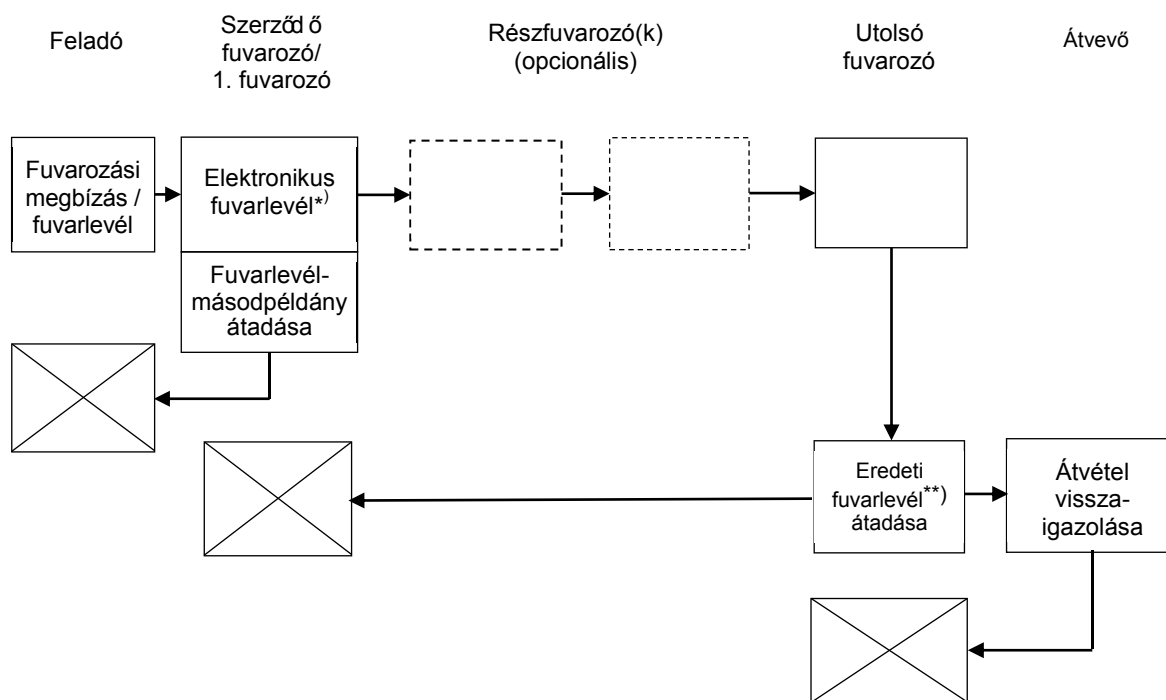 Feladó
Szerződ ő
fuvarozó/
1. fuvarozó
Részfuvarozó(k)
(opcionális)
Utolsó
fuvarozó
Átvevő
Fuvarozási
megbízás /
fuvarlevél
Elektronikus
fuvarlevél*)
Fuvarlevél-
másodpéldány
átadása
Eredeti
fuvarlevél**)
átadása
Átvétel
vissza-
igazolása